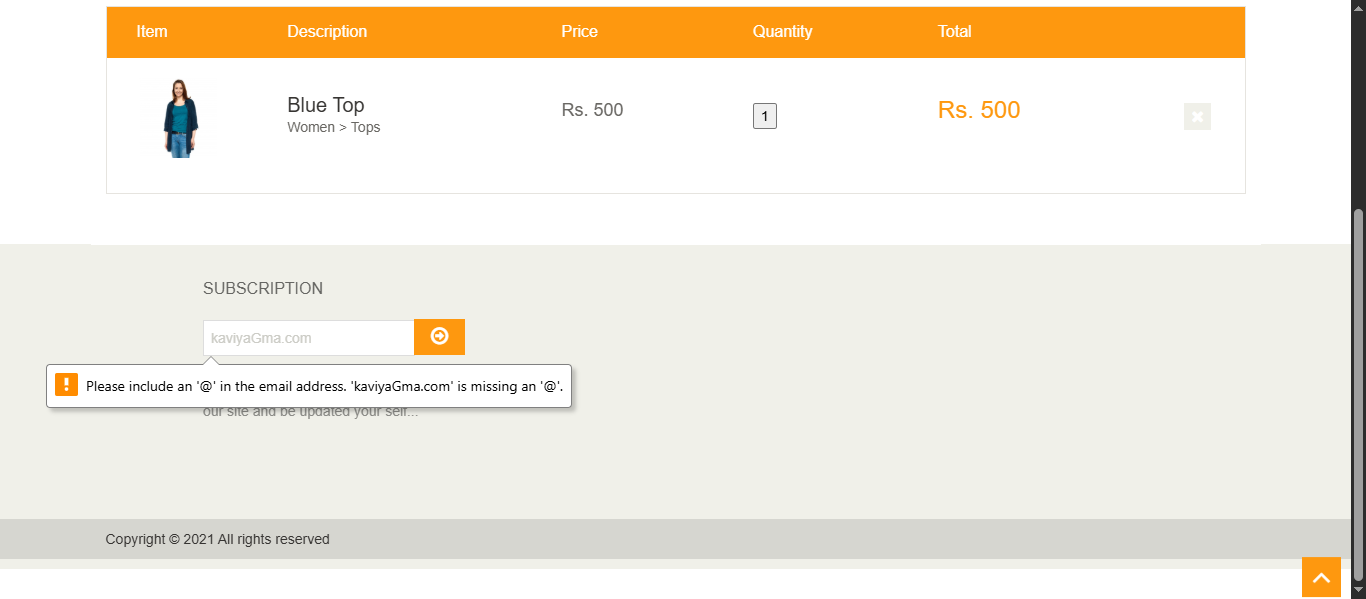 Item Description Price Quantity Total
Blue Top Rs. 500 1 Rs. 500
Women > Tops
SUBSCRIPTION
kaviyaGma.com
Please include an '@' in the email address. 'kaviyaGma.com' is missing an '@'.
our site and be updated your self...
Copyright © 2021 All rights reserved